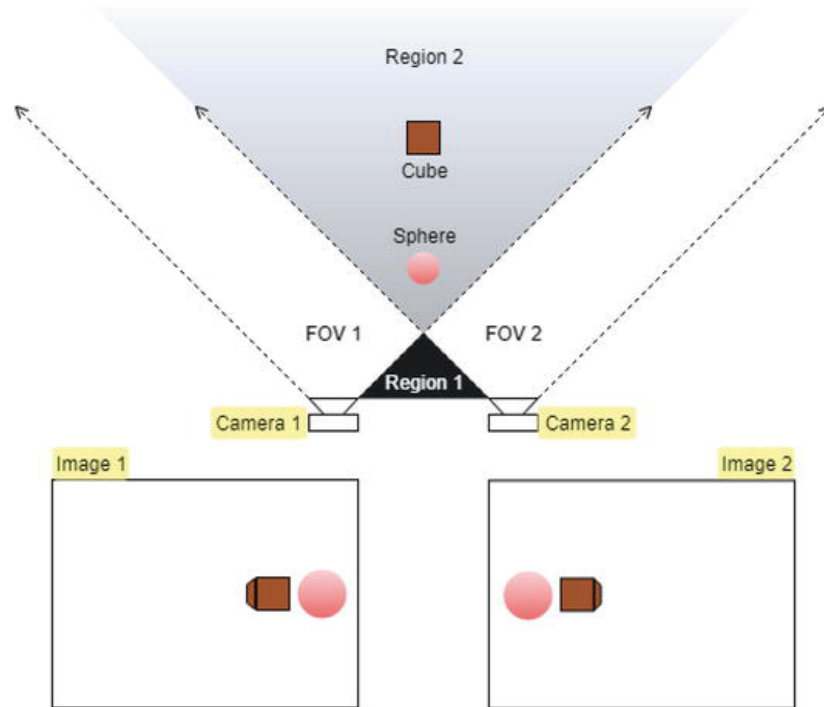 Region 2
Cube
Sphere
FOV 1
FOV 2
Region 1
Camera 1
Camera 2
Image 1
Image 2